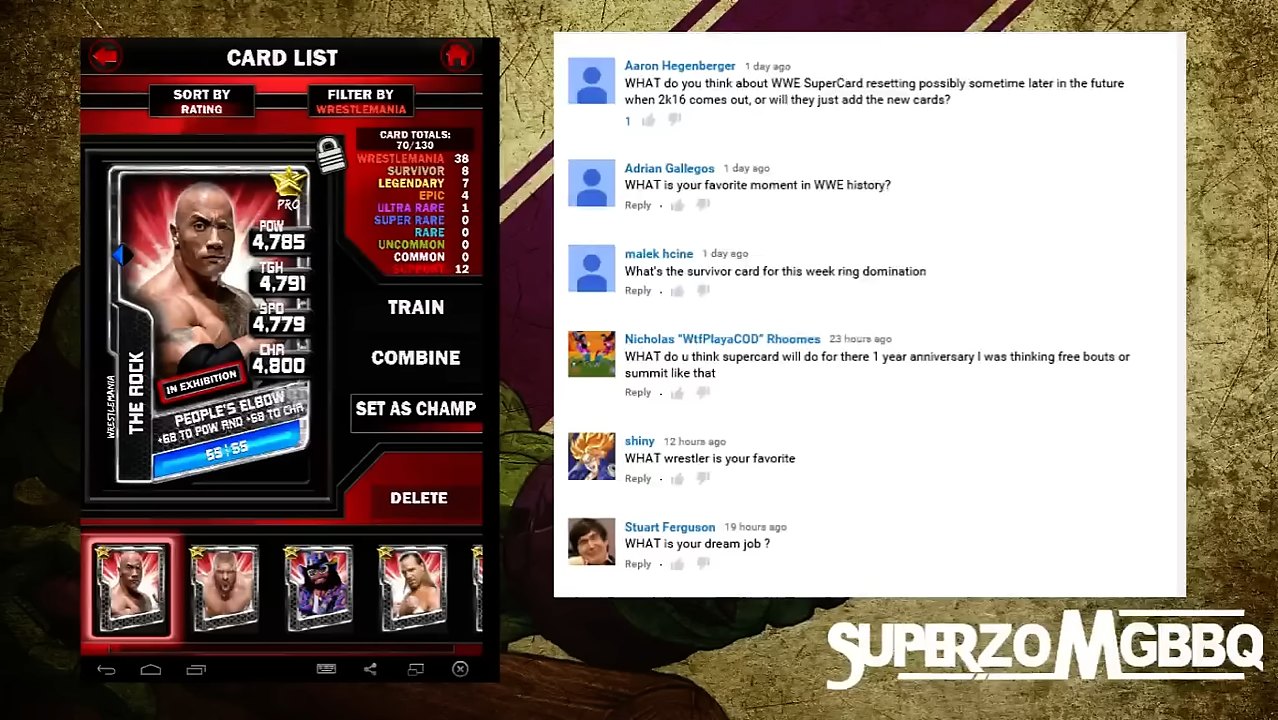 CARD LIST
SORT BY
RATING
FILTER BY
WRESTLEMANIA
CARD TOTALS:
70/130
WRESTLEMANIA 38
SURVIVOR 8
LEGENDARY 7
EPIC 4
ULTRA RARE 1
SUPER RARE 0
RARE 0
UNCOMMON 0
COMMON 0
SUPPORT 12
PRO
POW
4,785
TGH
4,791
SPD
4,779
CHA
4,800
IN EXHIBITION
PEOPLE'S ELBOW
+68 TO POW AND +68 TO CHA
55|55
WRESTLEMANIA
THE ROCK
TRAIN
COMBINE
SET AS CHAMP
DELETE
Aaron Hegenberger 1 day ago
WHAT do you think about WWE SuperCard resetting possibly sometime later in the future
when 2k16 comes out, or will they just add the new cards?
1
Adrian Gallegos 1 day ago
WHAT is your favorite moment in WWE history?
Reply
malek hcine 1 day ago
What's the survivor card for this week ring domination
Reply
Nicholas "WtfPlayaCOD" Rhoomes 23 hours ago
WHAT do u think supercard will do for there 1 year anniversary I was thinking free bouts or
summit like that
Reply
shiny 12 hours ago
WHAT wrestler is your favorite
Reply
Stuart Ferguson 19 hours ago
WHAT is your dream job ?
Reply
SUPERZOMGBBQ